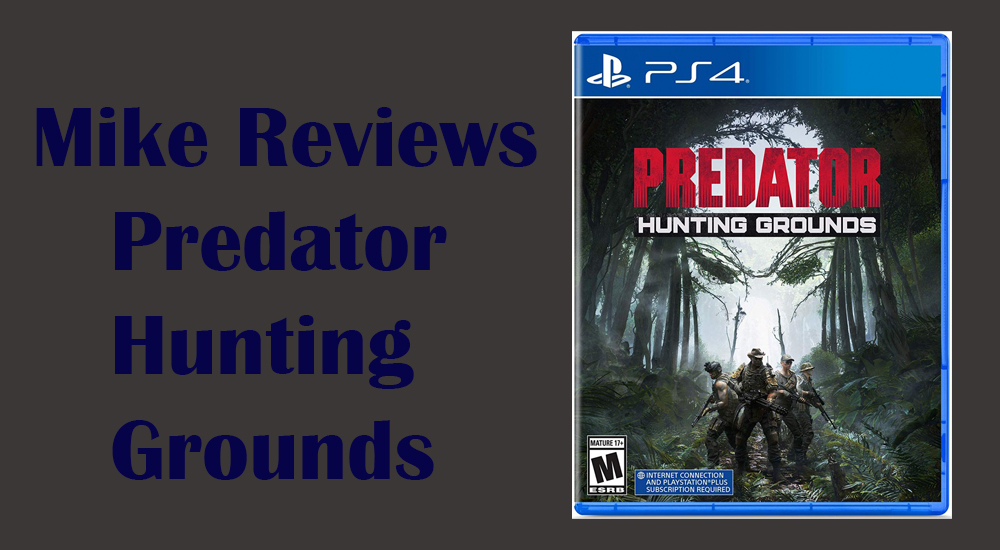 Mike Reviews
Predator
Hunting
Grounds
PS4
PREDATOR
HUNTING GROUNDS
MATURE 17+
M
ESRB
INTERNET CONNECTION
AND PLAYSTATION®PLUS
SUBSCRIPTION REQUIRED